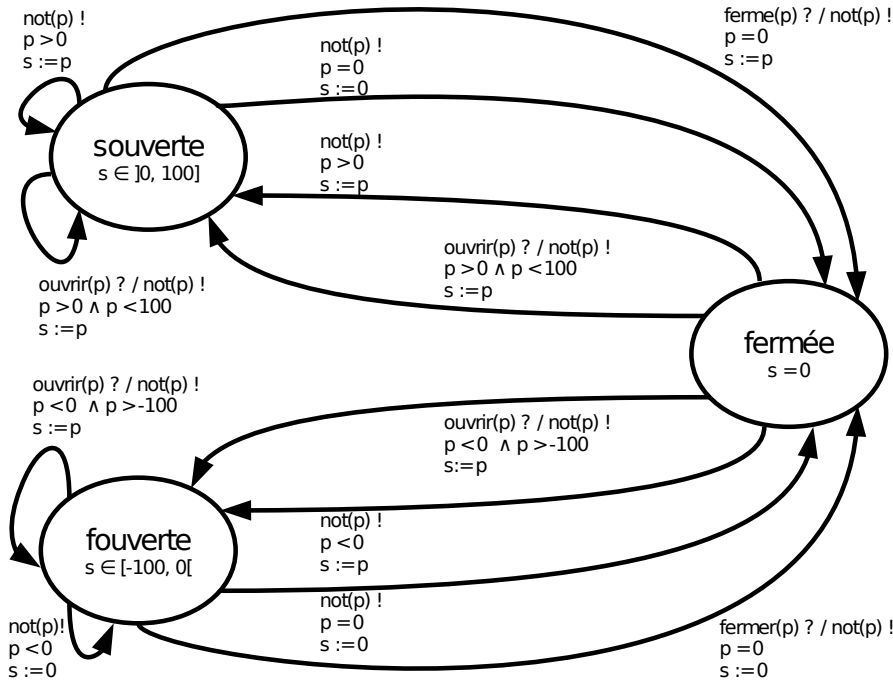 not(p) !
p > 0
s := p
not(p) !
p = 0
s := 0
ferme(p) ? / not(p) !
p = 0
s := p
souverte
s ∈ ]0, 100]
not(p) !
p > 0
s := p
ouvrir(p) ? / not(p) !
p > 0 ∧ p < 100
s := p
ouvrir(p) ? / not(p) !
p > 0 ∧ p < 100
s := p
fermée
s = 0
ouvrir(p) ? / not(p) !
p < 0 ∧ p > -100
s := p
ouvrir(p) ? / not(p) !
p < 0 ∧ p > -100
s:= p
fouverte
s ∈ [-100, 0[
not(p) !
p < 0
s := p
not(p)!
p < 0
s := 0
not(p) !
p = 0
s := 0
fermer(p) ? / not(p) !
p = 0
s := 0